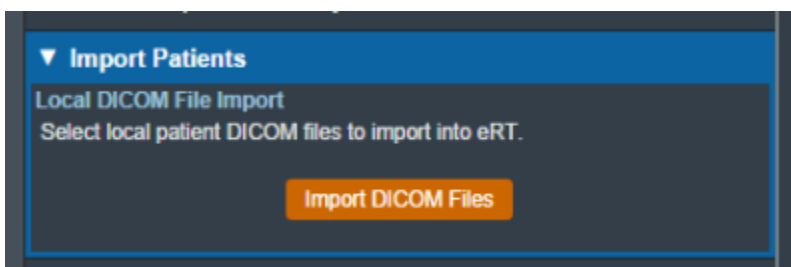 ▼ Import Patients
Local DICOM File Import
Select local patient DICOM files to import into eRT.
Import DICOM Files